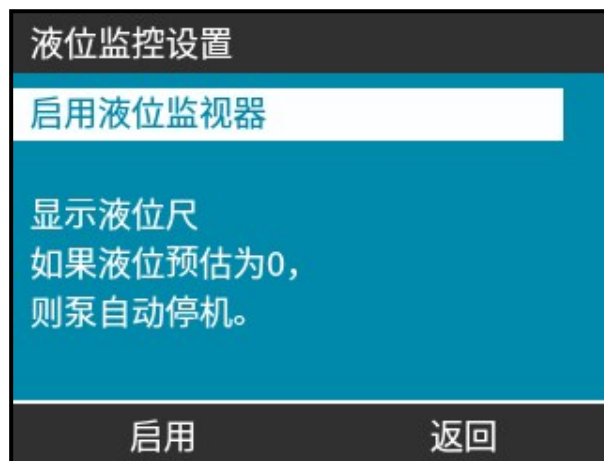 液位监控设置
启用液位监视器
显示液位尺
如果液位预估为0，
则泵自动停机。
启用
返回